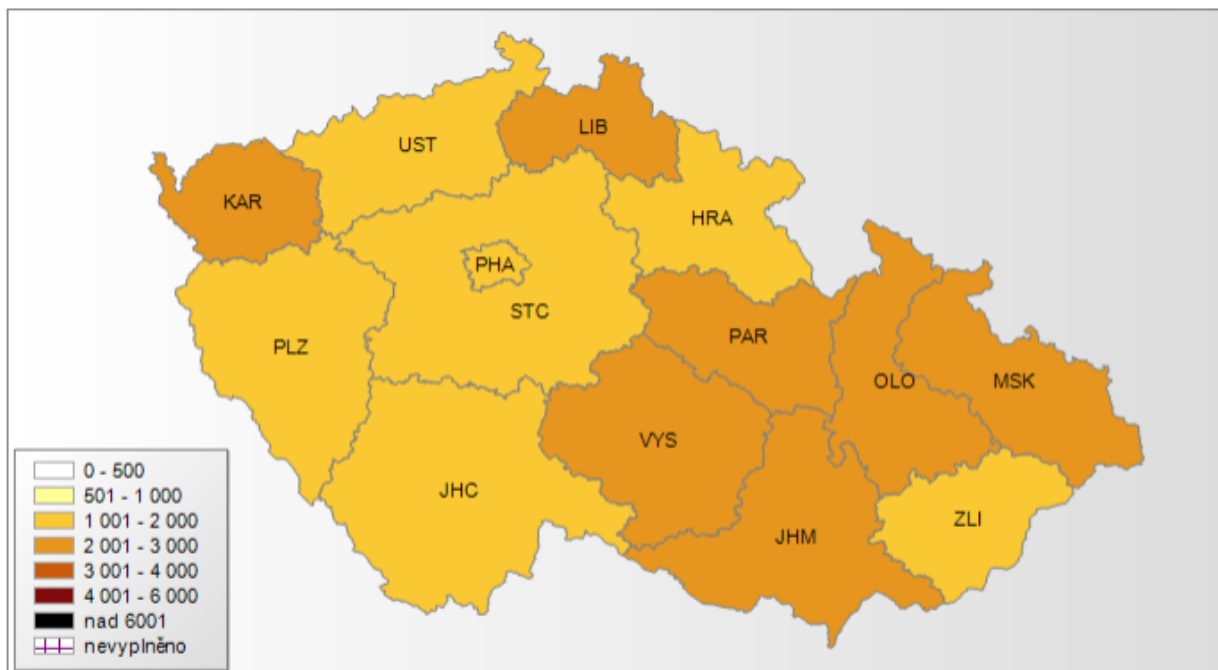 LIB
UST
KAR
HRA
PHA
STC
PAR
PLZ
OLO
MSK
VYS
JHC
ZLI
JHM
0 - 500
501 - 1 000
1 001 - 2 000
2 001 - 3 000
3 001 - 4 000
4 001 - 6 000
nad 6001
nevyplněno